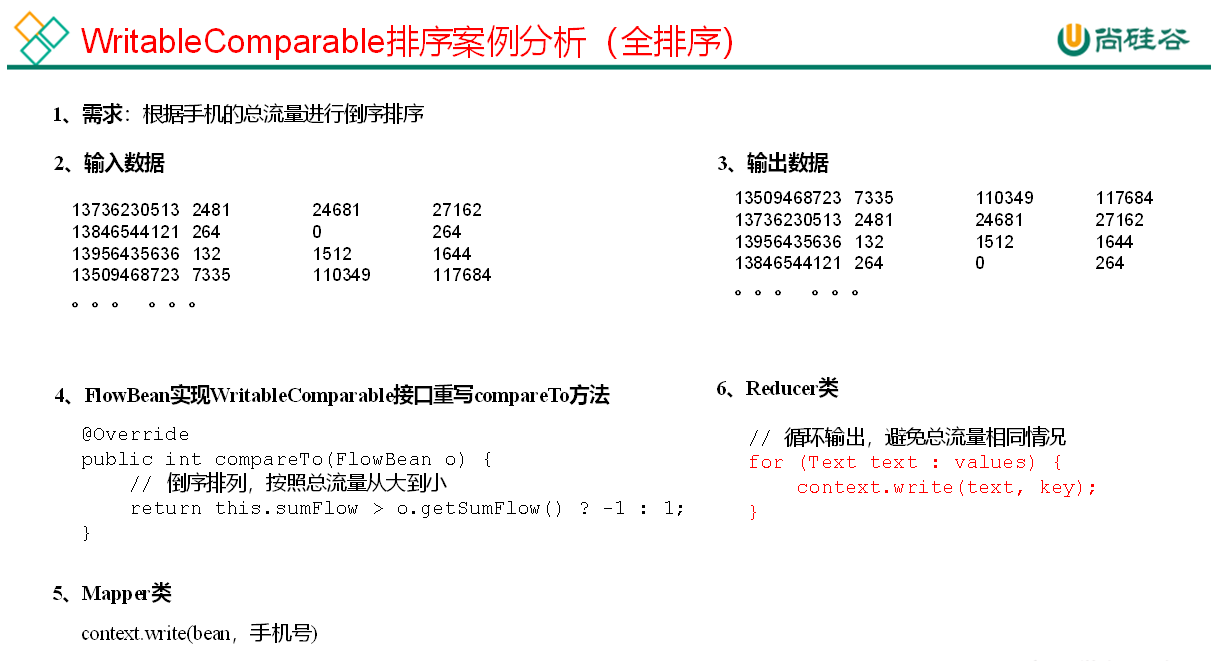 WritableComparable排序案例分析（全排序）
尚硅谷
1、需求：根据手机的总流量进行倒序排序
2、输入数据
13736230513 2481 24681 27162
13846544121 264 0 264
13956435636 132 1512 1644
13509468723 7335 110349 117684
。。。 。。。
3、输出数据
13509468723 7335 110349 117684
13736230513 2481 24681 27162
13956435636 132 1512 1644
13846544121 264 0 264
。。。 。。。
4、FlowBean实现WritableComparable接口重写compareTo方法
@Override
public int compareTo(FlowBean o) {
// 倒序排列，按照总流量从大到小
return this.sumFlow > o.getSumFlow() ? -1 : 1;
}
5、Mapper类
context.write(bean，手机号)
6、Reducer类
// 循环输出，避免总流量相同情况
for (Text text : values) {
context.write(text, key);
}